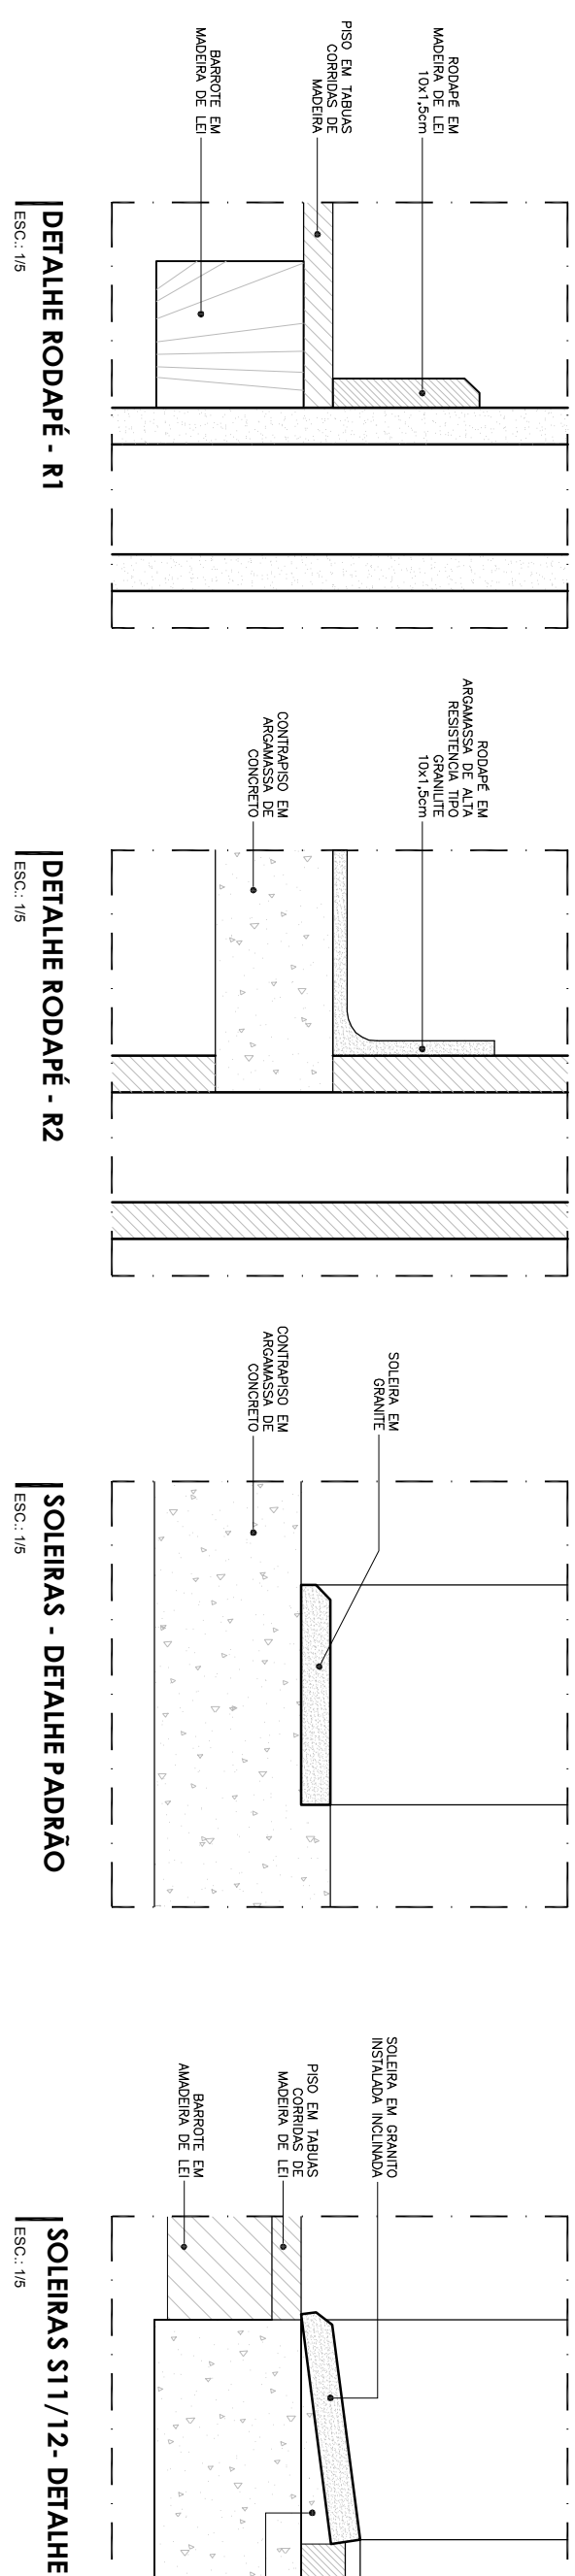 RODAPÉ EM
MADEIRA DE LEI
10x1,5cm
PISO EM TABUAS
CORRIDAS DE
MADEIRA
BARROTE EM
MADEIRA DE LEI
DETALHE RODAPÉ - R1
ESC.: 1/5
RODAPÉ EM
ARGAMASSA DE ALTA
RESISTENCIA TIPO
GRANILITE
10x1,5cm
CONTRAPISO EM
ARGAMASSA DE
CONCRETO
DETALHE RODAPÉ - R2
ESC.: 1/5
SOLEIRA EM
GRANITE
CONTRAPISO EM
ARGAMASSA DE
CONCRETO
SOLEIRAS - DETALHE PADRÃO
ESC.: 1/5
SOLEIRA EM GRANITO
INSTALADA INCLINADA
PISO EM TABUAS
CORRIDAS DE
MADEIRA DE LEI
BARROTE EM
AMADEIRA DE LEI
SOLEIRAS S11/12- DETALHE
ESC.: 1/5